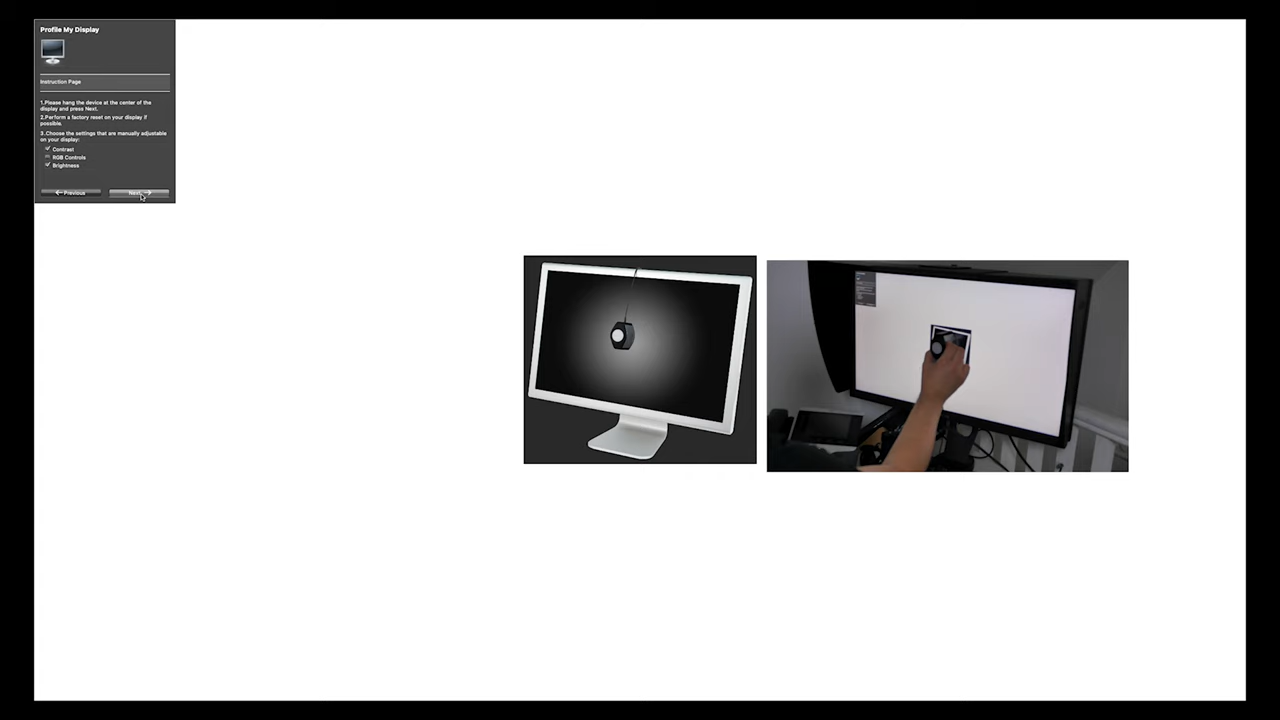 Profile My Display
Instruction Page
1.Please hang the device at the center of the
display and press Next.
2.Perform a factory reset on your display if
possible.
3.Choose the settings that are manually adjustable
on your display:
Contrast
RGB Controls
Brightness
Previous
Next